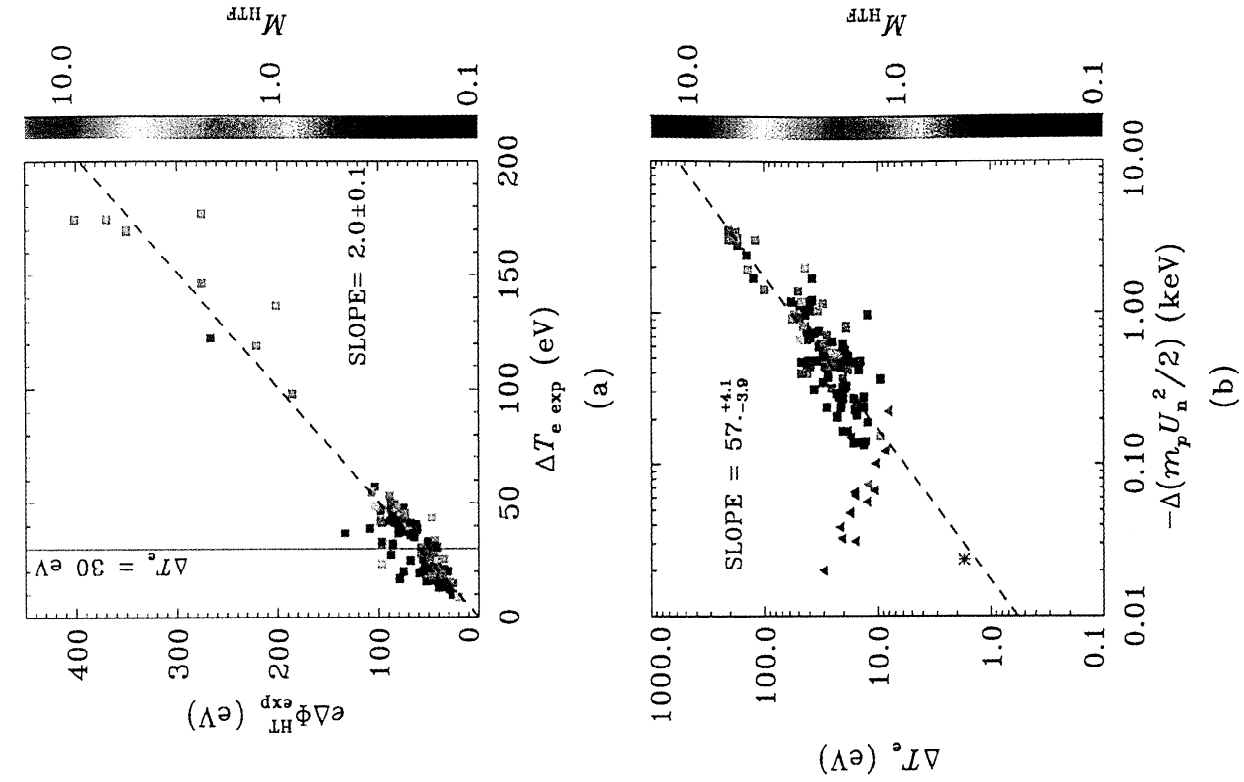 eΔΦ^HT_exp (eV)
400
300
200
100
0
ΔT_e = 30 eV
SLOPE= 2.0±0.1
0
50
100
150
200
ΔT_e exp (eV)
(a)
10.0
1.0
0.1
M_HTF
ΔT_e (eV)
1000.0
100.0
10.0
1.0
0.1
SLOPE = 57.^+4.1_-3.9
0.01
0.10
1.00
10.00
-Δ(m_p U_n^2/2) (keV)
(b)
10.0
1.0
0.1
M_HTF